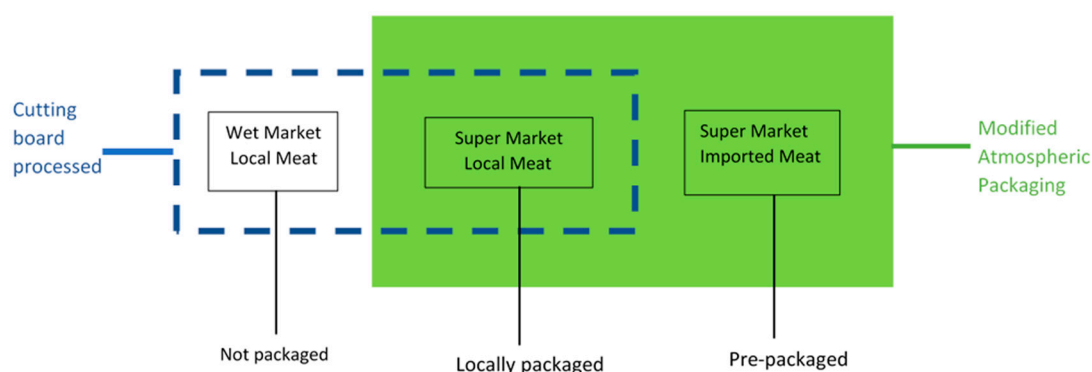 Cutting
board
processed
Wet Market
Local Meat
Super Market
Local Meat
Super Market
Imported Meat
Modified
Atmospheric
Packaging
Not packaged
Locally packaged
Pre-packaged